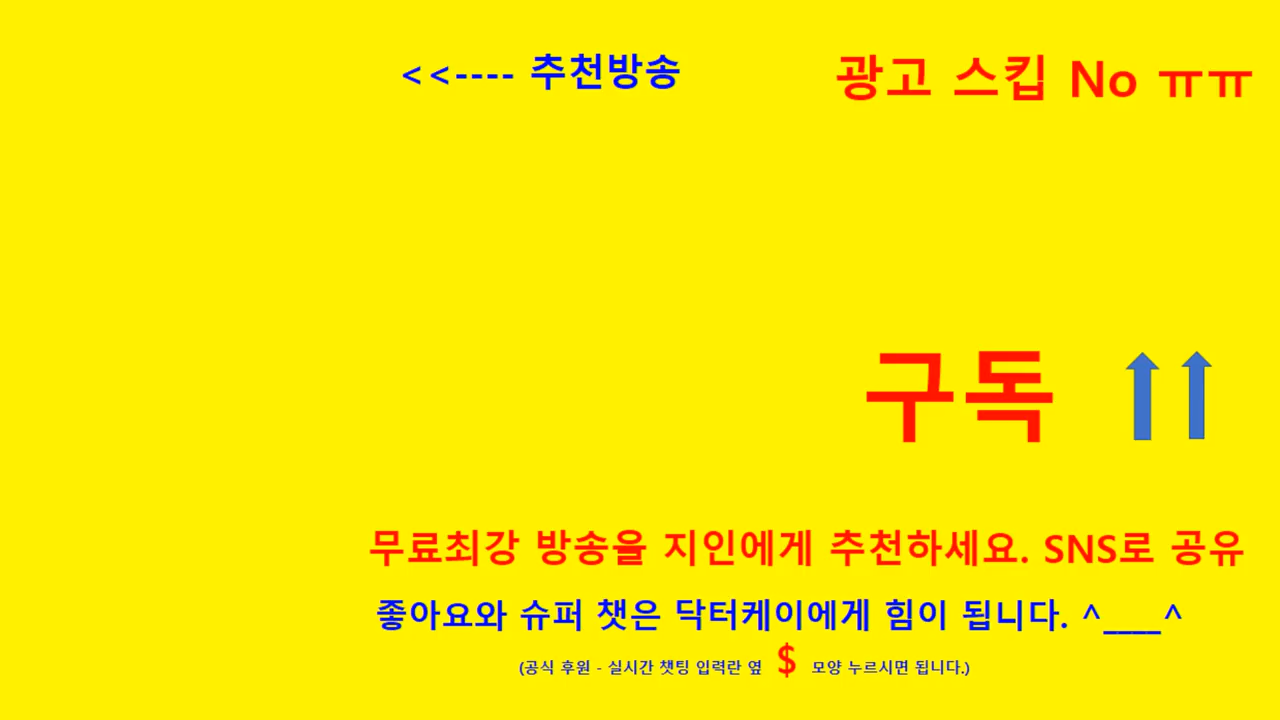 <<---- 추천방송
광고 스킵 No ㅠㅠ
구독
무료최강 방송을 지인에게 추천하세요. SNS로 공유
좋아요와 슈퍼 챗은 닥터케이에게 힘이 됩니다. ^____^
(공식 후원 - 실시간 챗팅 입력란 옆 $ 모양 누르시면 됩니다.)